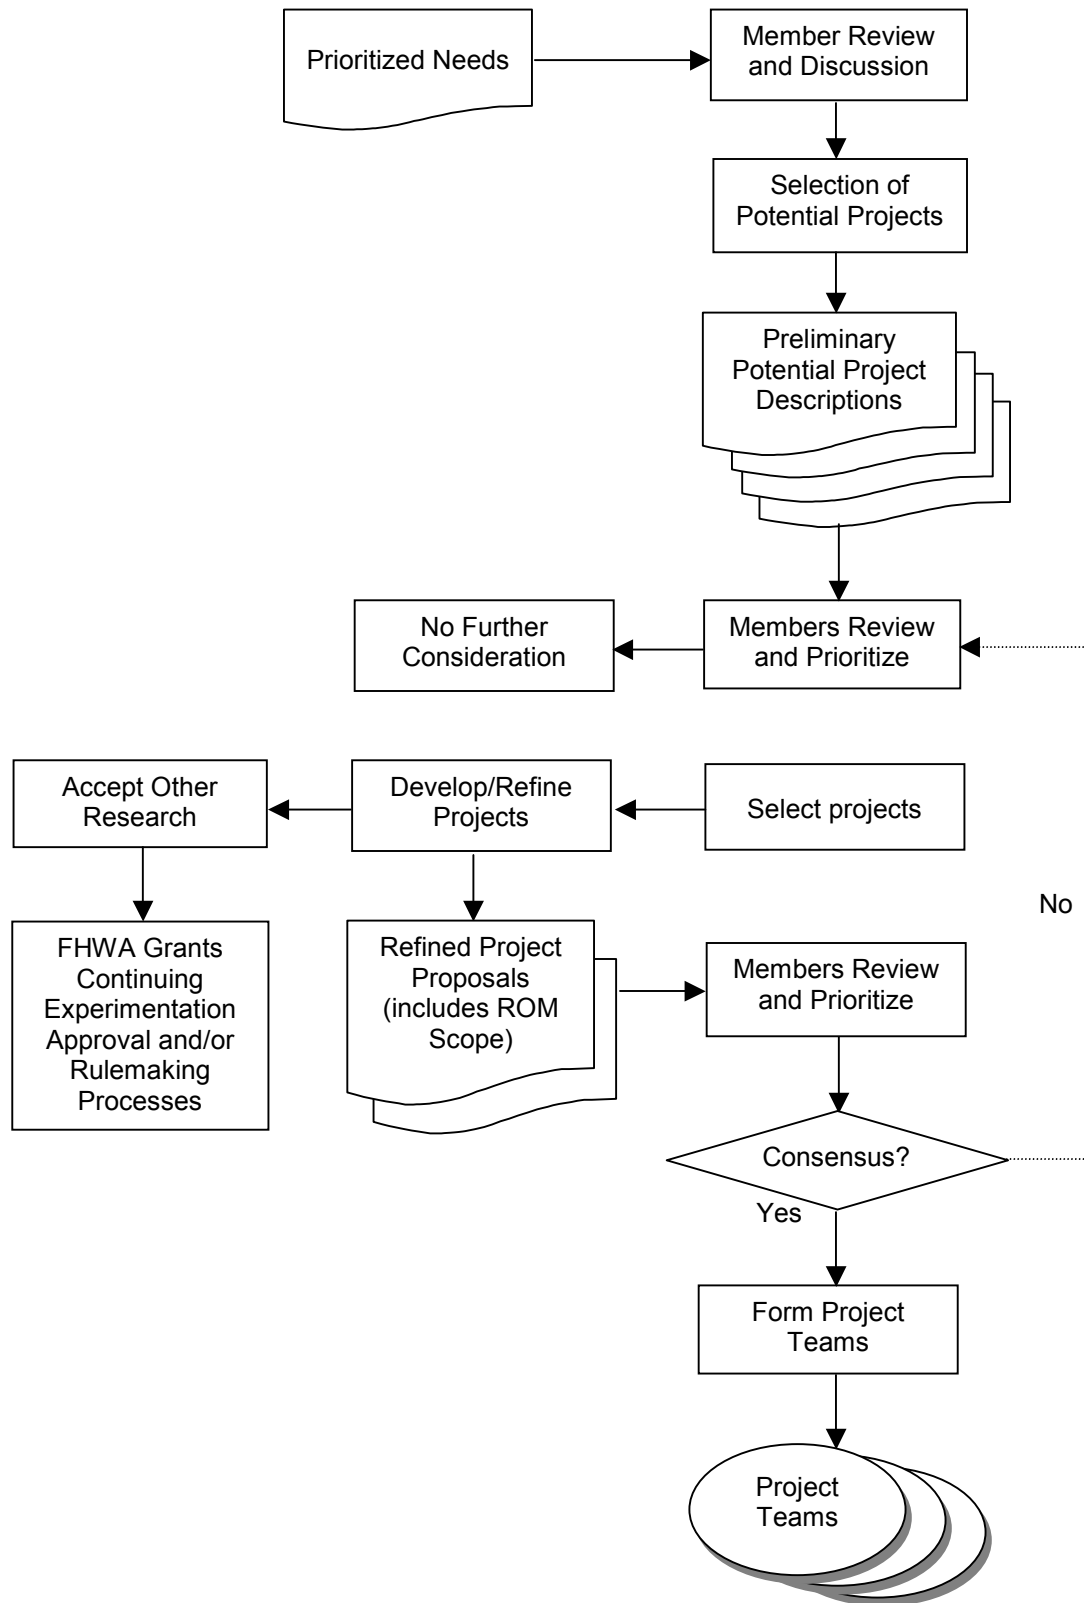 Prioritized Needs
Member Review
and Discussion
Selection of
Potential Projects
Preliminary
Potential Project
Descriptions
No Further
Consideration
Members Review
and Prioritize
Accept Other
Research
Develop/Refine
Projects
Select projects
No
FHWA Grants
Continuing
Experimentation
Approval and/or
Rulemaking
Processes
Refined Project
Proposals
(includes ROM
Scope)
Members Review
and Prioritize
Consensus?
Yes
Form Project
Teams
Project
Teams